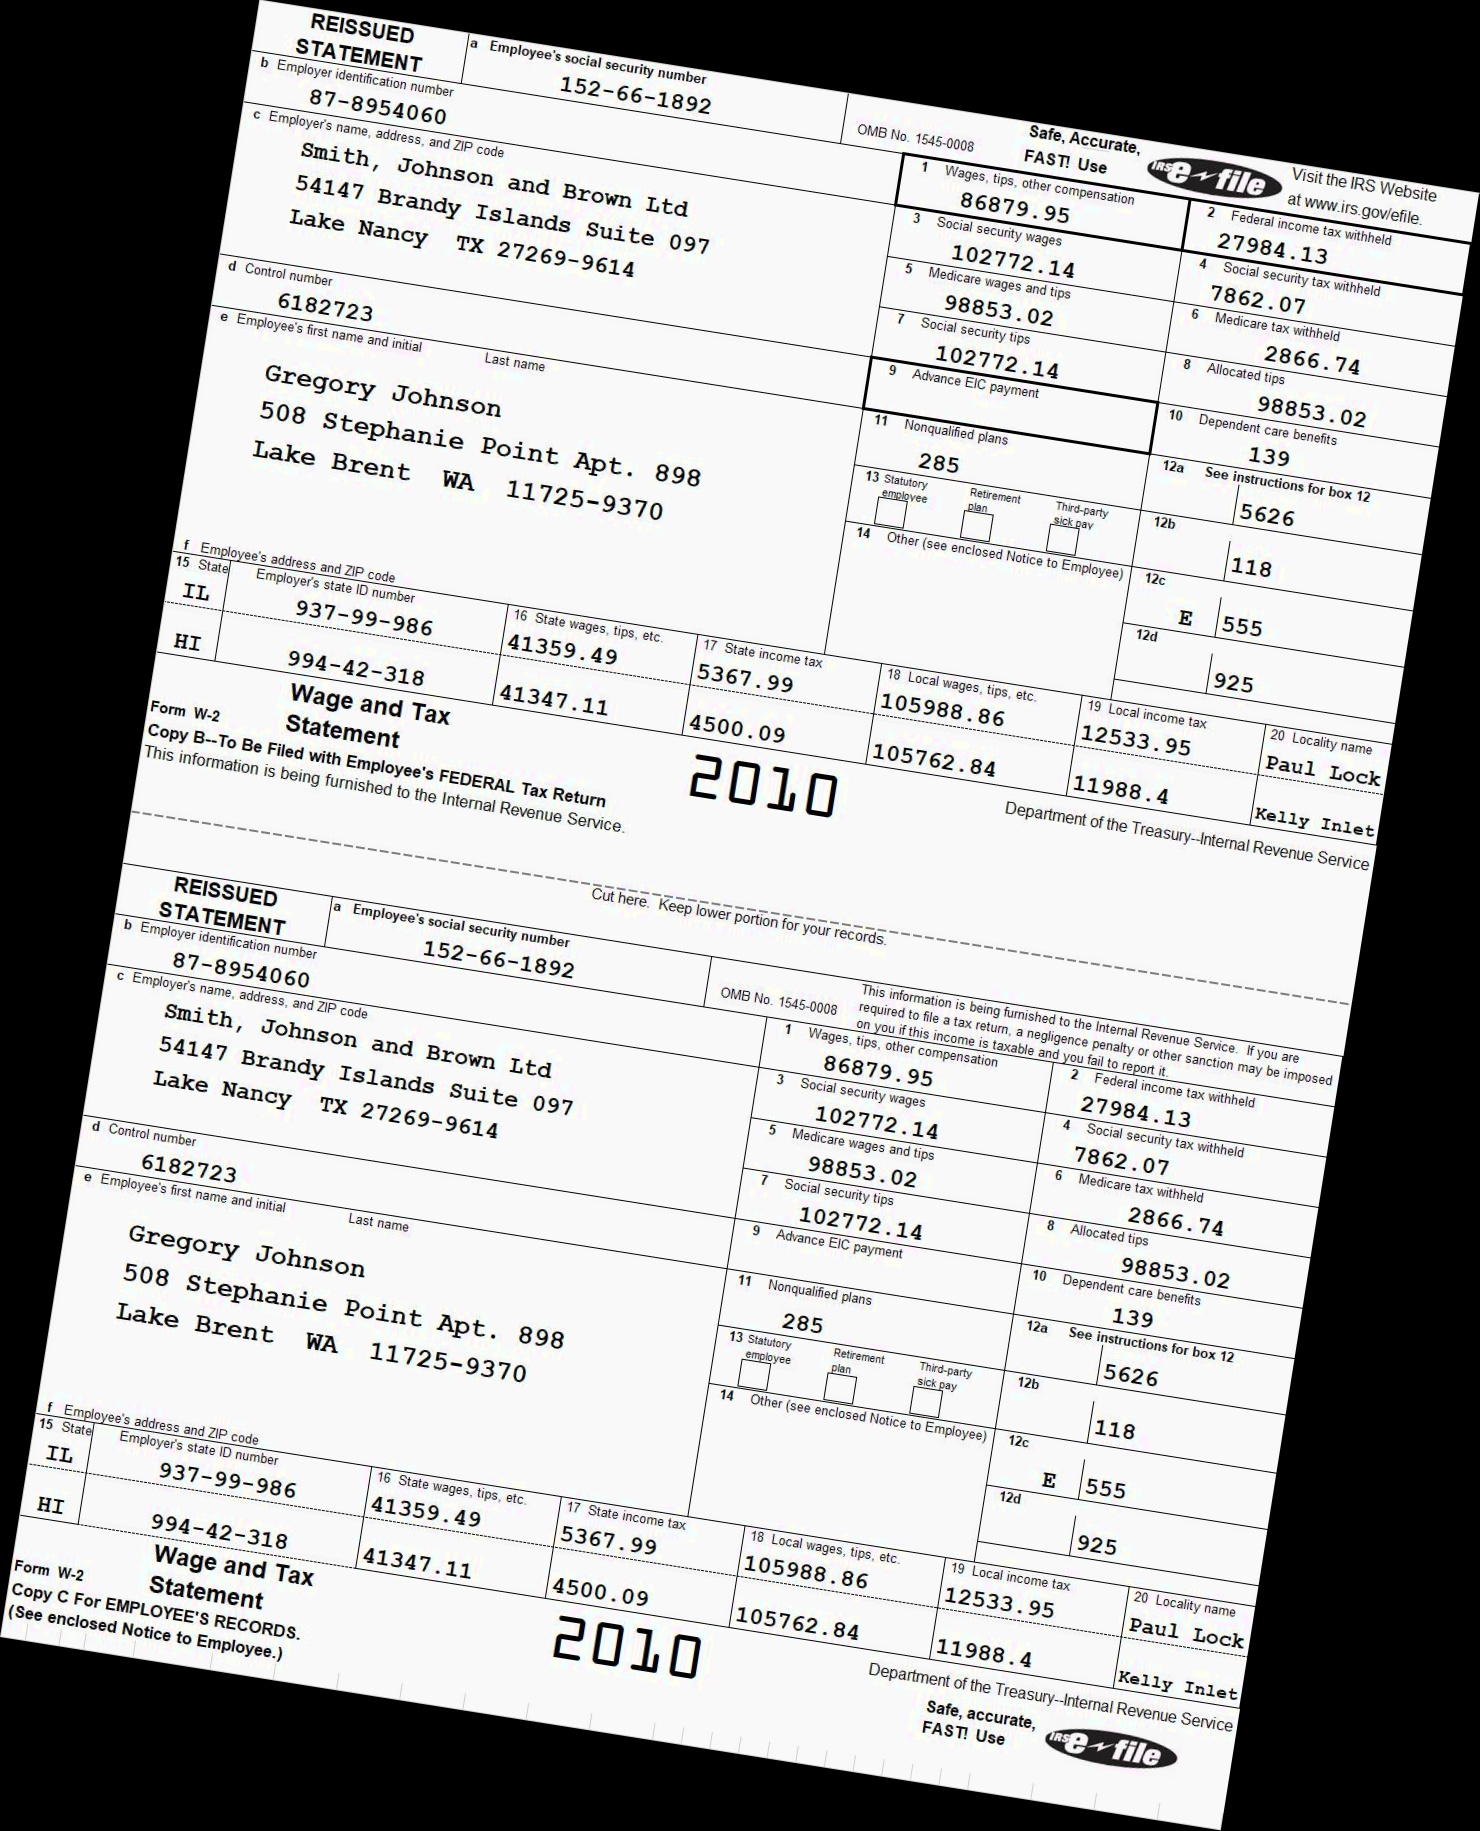 REISSUED
STATEMENT
a Employee's social security number
152-66-1892
OMB No. 1545-0008
Safe, Accurate,
FAST! Use
IRS e-file
Visit the IRS Website
at www.irs.gov/efile.
b Employer identification number
87-8954060
c Employer's name, address, and ZIP code
Smith, Johnson and Brown Ltd
54147 Brandy Islands Suite 097
Lake Nancy TX 27269-9614
1 Wages, tips, other compensation
86879.95
2 Federal income tax withheld
27984.13
3 Social security wages
102772.14
4 Social security tax withheld
7862.07
5 Medicare wages and tips
98853.02
6 Medicare tax withheld
2866.74
d Control number
6182723
7 Social security tips
102772.14
8 Allocated tips
98853.02
e Employee's first name and initial Last name
Gregory Johnson
508 Stephanie Point Apt. 898
Lake Brent WA 11725-9370
9 Advance EIC payment
10 Dependent care benefits
139
11 Nonqualified plans
285
12a See instructions for box 12
5626
13 Statutory employee
Retirement plan
Third-party sick pay
12b
118
14 Other (see enclosed Notice to Employee)
12c
E 555
12d
925
f Employee's address and ZIP code
15 State Employer's state ID number
IL 937-99-986
HI 994-42-318
16 State wages, tips, etc.
41359.49
41347.11
17 State income tax
5367.99
4500.09
18 Local wages, tips, etc.
105988.86
105762.84
19 Local income tax
12533.95
11988.4
20 Locality name
Paul Lock
Kelly Inlet
Form W-2
Wage and Tax
Statement
2010
Department of the Treasury--Internal Revenue Service
Copy B--To Be Filed with Employee's FEDERAL Tax Return
This information is being furnished to the Internal Revenue Service.
Cut here. Keep lower portion for your records.
REISSUED
STATEMENT
a Employee's social security number
152-66-1892
OMB No. 1545-0008
This information is being furnished to the Internal Revenue Service. If you are
required to file a tax return, a negligence penalty or other sanction may be imposed
on you if this income is taxable and you fail to report it.
b Employer identification number
87-8954060
c Employer's name, address, and ZIP code
Smith, Johnson and Brown Ltd
54147 Brandy Islands Suite 097
Lake Nancy TX 27269-9614
1 Wages, tips, other compensation
86879.95
2 Federal income tax withheld
27984.13
3 Social security wages
102772.14
4 Social security tax withheld
7862.07
5 Medicare wages and tips
98853.02
6 Medicare tax withheld
2866.74
d Control number
6182723
7 Social security tips
102772.14
8 Allocated tips
98853.02
e Employee's first name and initial Last name
Gregory Johnson
508 Stephanie Point Apt. 898
Lake Brent WA 11725-9370
9 Advance EIC payment
10 Dependent care benefits
139
11 Nonqualified plans
285
12a See instructions for box 12
5626
13 Statutory employee
Retirement plan
Third-party sick pay
12b
118
14 Other (see enclosed Notice to Employee)
12c
E 555
12d
925
f Employee's address and ZIP code
15 State Employer's state ID number
IL 937-99-986
HI 994-42-318
16 State wages, tips, etc.
41359.49
41347.11
17 State income tax
5367.99
4500.09
18 Local wages, tips, etc.
105988.86
105762.84
19 Local income tax
12533.95
11988.4
20 Locality name
Paul Lock
Kelly Inlet
Form W-2
Wage and Tax
Statement
2010
Department of the Treasury--Internal Revenue Service
Copy C For EMPLOYEE'S RECORDS.
(See enclosed Notice to Employee.)
Safe, accurate,
FAST! Use
IRS e-file